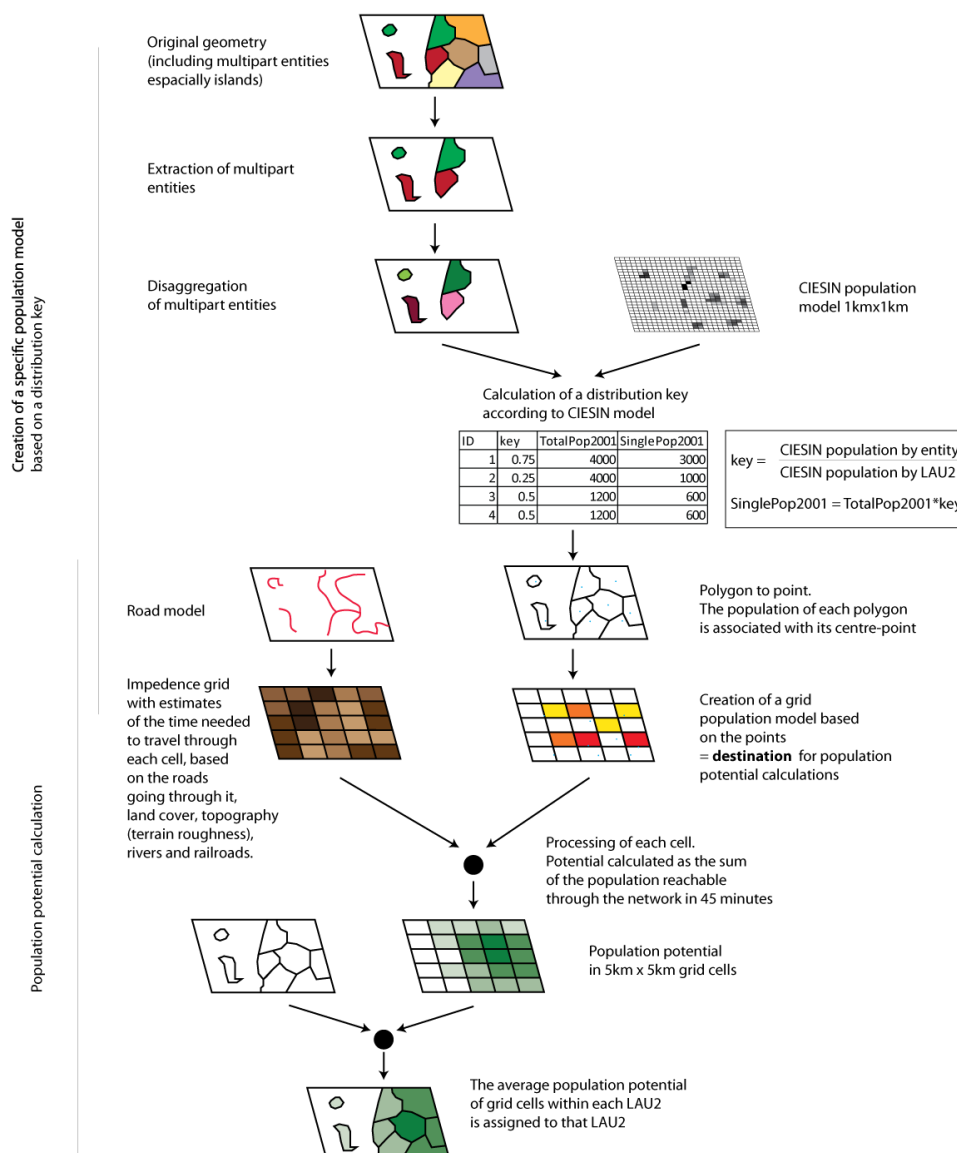 Original geometry
(including multipart entities
espacially islands)
Extraction of multipart
entities
Disaggregation
of multipart entities
CIESIN population
model 1kmx1km
Creation of a specific population model
based on a distribution key
Calculation of a distribution key
according to CIESIN model
ID key TotalPop2001 SinglePop2001
1 0.75 4000 3000
2 0.25 4000 1000
3 0.5 1200 600
4 0.5 1200 600
key = CIESIN population by entity
CIESIN population by LAU2
SinglePop2001 = TotalPop2001*key
Road model
Polygon to point.
The population of each polygon
is associated with its centre-point
Impedence grid
with estimates
of the time needed
to travel through
each cell, based
on the roads
going through it,
land cover, topography
(terrain roughness),
rivers and railroads.
Creation of a grid
population model based
on the points
= destination for population
potential calculations
Population potential calculation
Processing of each cell.
Potential calculated as the sum
of the population reachable
through the network in 45 minutes
Population potential
in 5km x 5km grid cells
The average population potential
of grid cells within each LAU2
is assigned to that LAU2